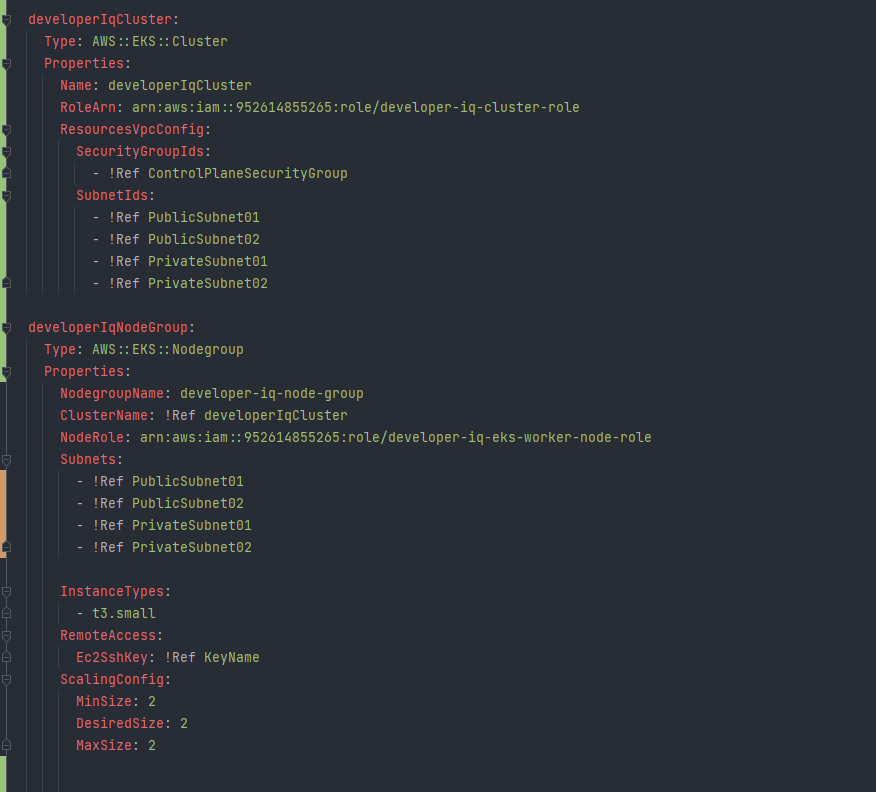 developerIqCluster:
  Type: AWS::EKS::Cluster
  Properties:
    Name: developerIqCluster
    RoleArn: arn:aws:iam::952614855265:role/developer-iq-cluster-role
    ResourcesVpcConfig:
      SecurityGroupIds:
        - !Ref ControlPlaneSecurityGroup
      SubnetIds:
        - !Ref PublicSubnet01
        - !Ref PublicSubnet02
        - !Ref PrivateSubnet01
        - !Ref PrivateSubnet02

developerIqNodeGroup:
  Type: AWS::EKS::Nodegroup
  Properties:
    NodegroupName: developer-iq-node-group
    ClusterName: !Ref developerIqCluster
    NodeRole: arn:aws:iam::952614855265:role/developer-iq-eks-worker-node-role
    Subnets:
      - !Ref PublicSubnet01
      - !Ref PublicSubnet02
      - !Ref PrivateSubnet01
      - !Ref PrivateSubnet02

    InstanceTypes:
      - t3.small
    RemoteAccess:
      Ec2SshKey: !Ref KeyName
    ScalingConfig:
      MinSize: 2
      DesiredSize: 2
      MaxSize: 2